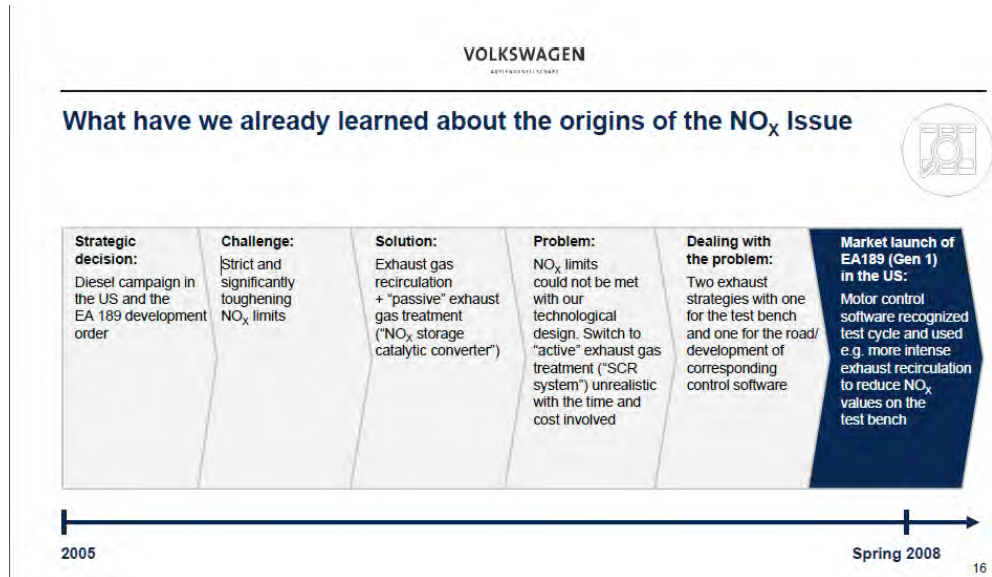 VOLKSWAGEN
AKTIENGESELLSCHAFT
What have we already learned about the origins of the NOX Issue
Strategic
decision:
Diesel campaign in
the US and the
EA 189 development
order
Challenge:
Strict and
significantly
toughening
NOX limits
Solution:
Exhaust gas
recirculation
+ “passive” exhaust
gas treatment
(“NOX storage
catalytic converter”)
Problem:
NOX limits
could not be met
with our
technological
design. Switch to
“active” exhaust gas
treatment (“SCR
system”) unrealistic
with the time and
cost involved
Dealing with
the problem:
Two exhaust
strategies with one
for the test bench
and one for the road/
development of
corresponding
control software
Market launch of
EA189 (Gen 1)
in the US:
Motor control
software recognized
test cycle and used
e.g. more intense
exhaust recirculation
to reduce NOX
values on the
test bench
2005
Spring 2008
16